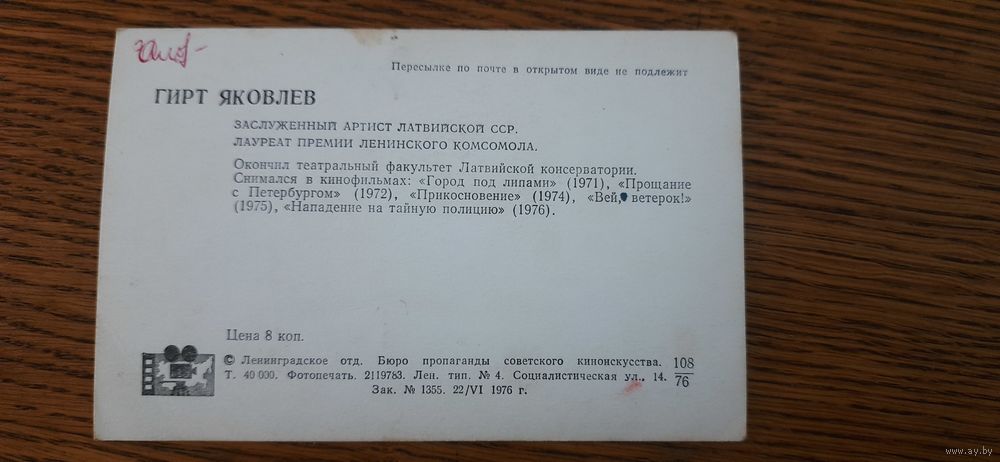 Пересылке по почте в открытом виде не подлежит
ГИРТ ЯКОВЛЕВ
ЗАСЛУЖЕННЫЙ АРТИСТ ЛАТВИЙСКОЙ ССР.
ЛАУРЕАТ ПРЕМИИ ЛЕНИНСКОГО КОМСОМОЛА.
Окончил театральный факультет Латвийской консерватории.
Снимался в кинофильмах: «Город под липами» (1971), «Прощание
с Петербургом» (1972), «Прикосновение» (1974), «Вей, ветерок!»
(1975), «Нападение на тайную полицию» (1976).
Цена 8 коп.
© Ленинградское отд. Бюро пропаганды советского киноискусства.
Т. 40 000. Фотопечать. 2119783. Лен. тип. № 4. Социалистическая ул., 14.
Зак. № 1355. 22/VI 1976 г.
108
76
www.ay.by